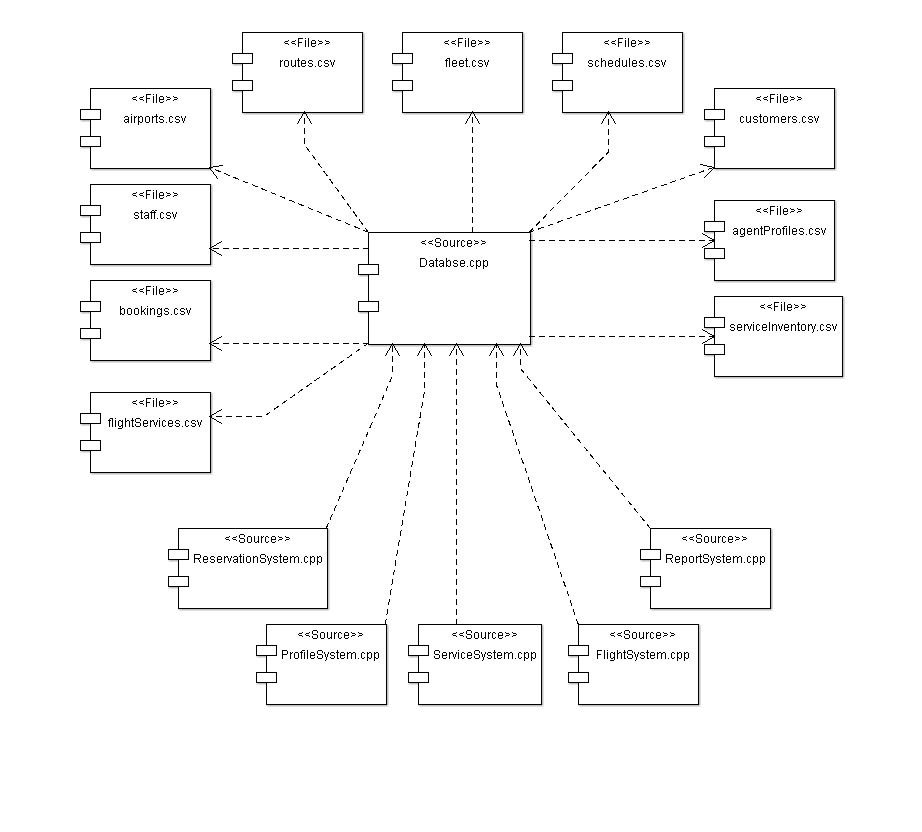 <<File>>
routes.csv
<<File>>
fleet.csv
<<File>>
schedules.csv
<<File>>
airports.csv
<<File>>
customers.csv
<<File>>
staff.csv
<<File>>
agentProfiles.csv
<<Source>>
Databse.cpp
<<File>>
bookings.csv
<<File>>
serviceInventory.csv
<<File>>
flightServices.csv
<<Source>>
ReservationSystem.cpp
<<Source>>
ReportSystem.cpp
<<Source>>
ProfileSystem.cpp
<<Source>>
ServiceSystem.cpp
<<Source>>
FlightSystem.cpp